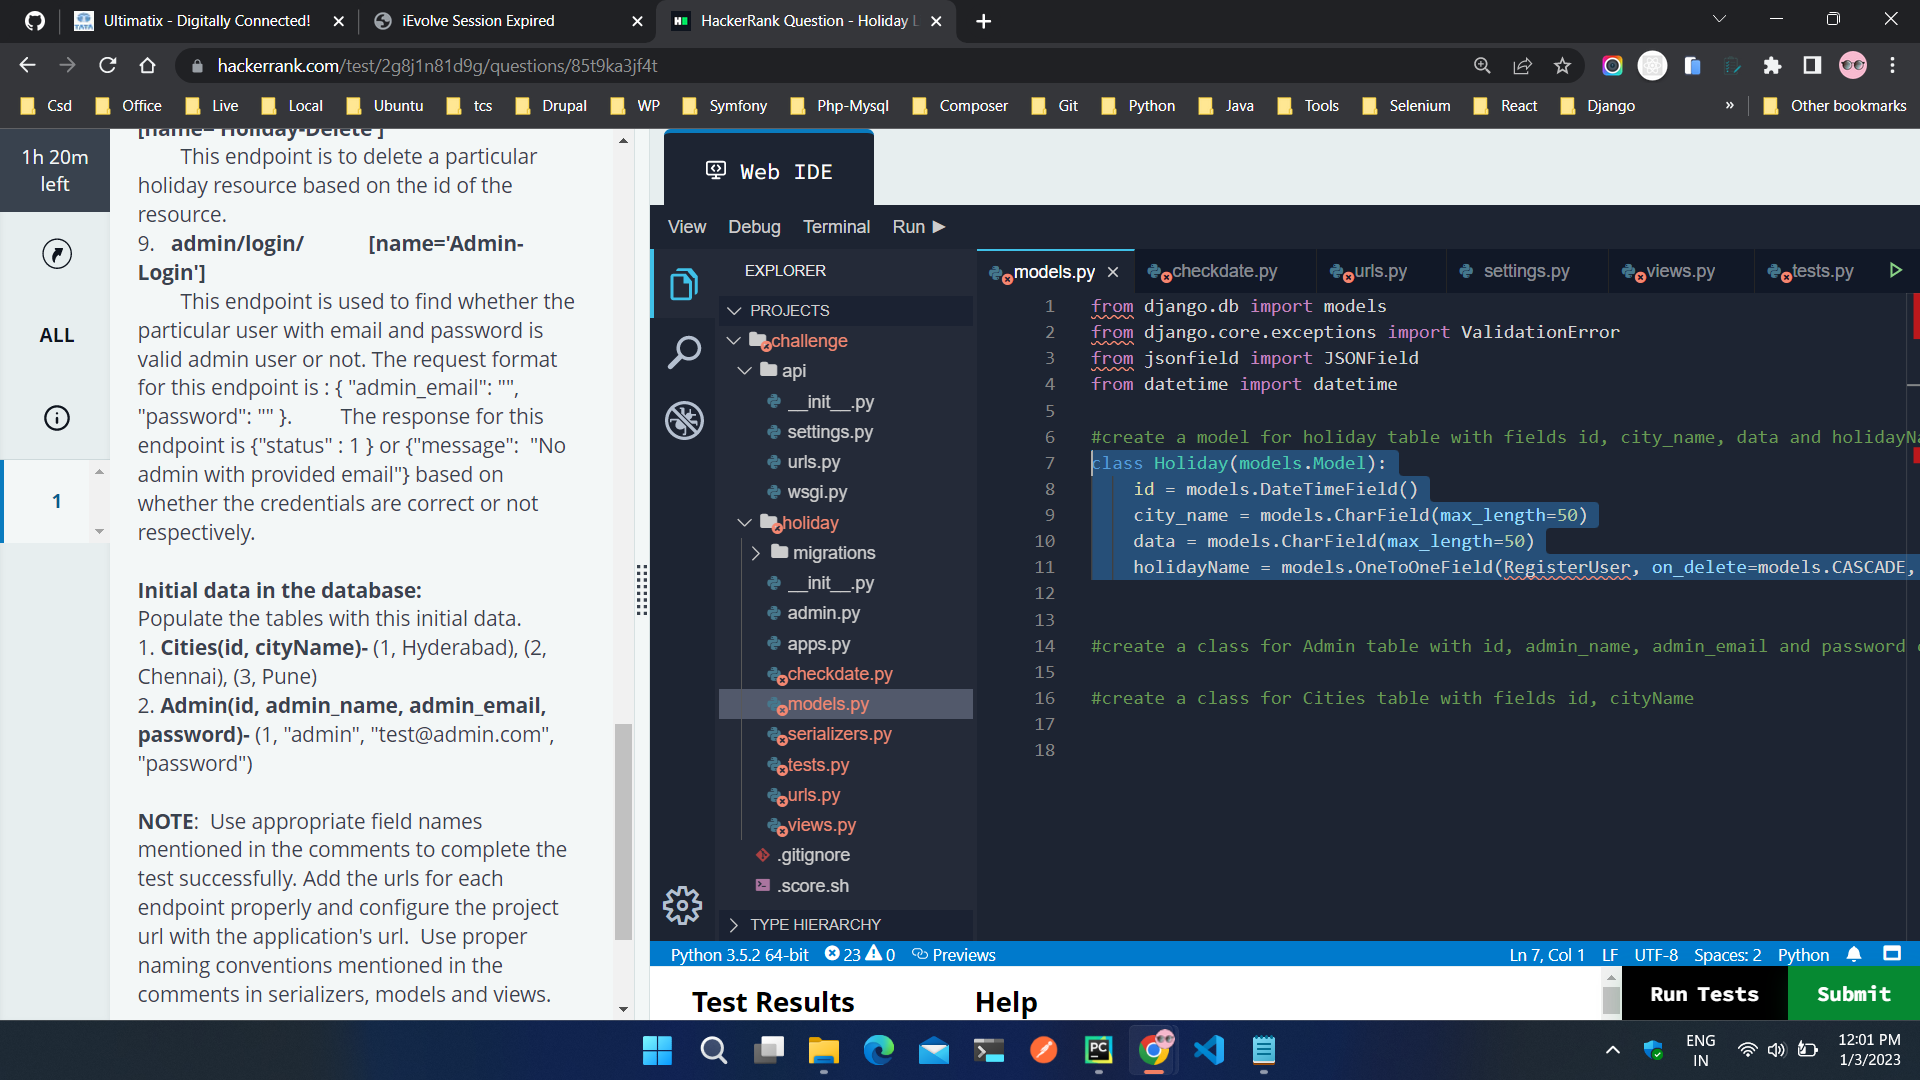 Ultimatix - Digitally Connected!
iEvolve Session Expired
HackerRank Question - Holiday L
hackerrank.com/test/2g8j1n81d9g/questions/85t9ka3jf4t
Csd Office Live Local Ubuntu tcs Drupal WP Symfony Php-Mysql Composer Git Python Java Tools Selenium React Django » Other bookmarks
1h 20m
left
ALL
1
[name='Holiday-Delete']
This endpoint is to delete a particular
holiday resource based on the id of the
resource.
9. admin/login/ [name='Admin-
Login']
This endpoint is used to find whether the
particular user with email and password is
valid admin user or not. The request format
for this endpoint is : { "admin_email": "",
"password": "" }. The response for this
endpoint is {"status" : 1 } or {"message": "No
admin with provided email"} based on
whether the credentials are correct or not
respectively.
Initial data in the database:
Populate the tables with this initial data.
1. Cities(id, cityName)- (1, Hyderabad), (2,
Chennai), (3, Pune)
2. Admin(id, admin_name, admin_email,
password)- (1, "admin", "test@admin.com",
"password")
NOTE: Use appropriate field names
mentioned in the comments to complete the
test successfully. Add the urls for each
endpoint properly and configure the project
url with the application's url. Use proper
naming conventions mentioned in the
comments in serializers, models and views.
Web IDE
View Debug Terminal Run
EXPLORER
PROJECTS
challenge
api
__init__.py
settings.py
urls.py
wsgi.py
holiday
migrations
__init__.py
admin.py
apps.py
checkdate.py
models.py
serializers.py
tests.py
urls.py
views.py
.gitignore
.score.sh
TYPE HIERARCHY
models.py checkdate.py urls.py settings.py views.py tests.py
1 from django.db import models
2 from django.core.exceptions import ValidationError
3 from jsonfield import JSONField
4 from datetime import datetime
5
6 #create a model for holiday table with fields id, city_name, data and holidayNa
7 class Holiday(models.Model):
8 id = models.DateTimeField()
9 city_name = models.CharField(max_length=50)
10 data = models.CharField(max_length=50)
11 holidayName = models.OneToOneField(RegisterUser, on_delete=models.CASCADE,
12
13
14 #create a class for Admin table with id, admin_name, admin_email and password
15
16 #create a class for Cities table with fields id, cityName
17
18
Python 3.5.2 64-bit 23 0 Previews Ln 7, Col 1 LF UTF-8 Spaces: 2 Python
Test Results Help Run Tests Submit
PC
ENG
IN
12:01 PM
1/3/2023